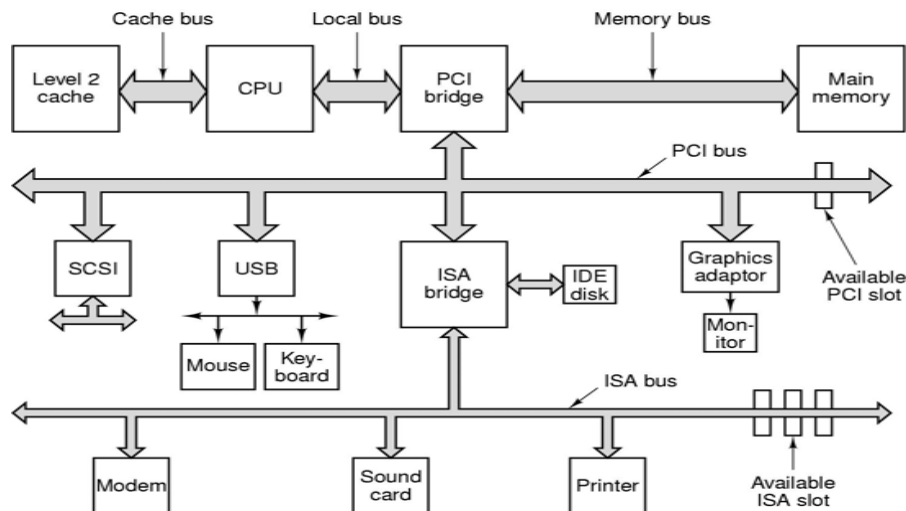 Cache bus
Local bus
Memory bus
Level 2
cache
CPU
PCI
bridge
Main
memory
PCI bus
SCSI
USB
ISA
bridge
IDE
disk
Graphics
adaptor
Available
PCI slot
Mon-
itor
Mouse
Key-
board
ISA bus
Modem
Sound
card
Printer
Available
ISA slot